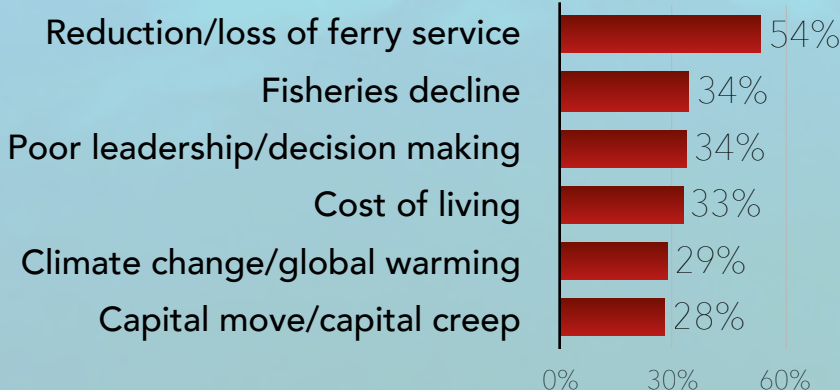 Reduction/loss of ferry service 54%
Fisheries decline 34%
Poor leadership/decision making 34%
Cost of living 33%
Climate change/global warming 29%
Capital move/capital creep 28%
0% 30% 60%